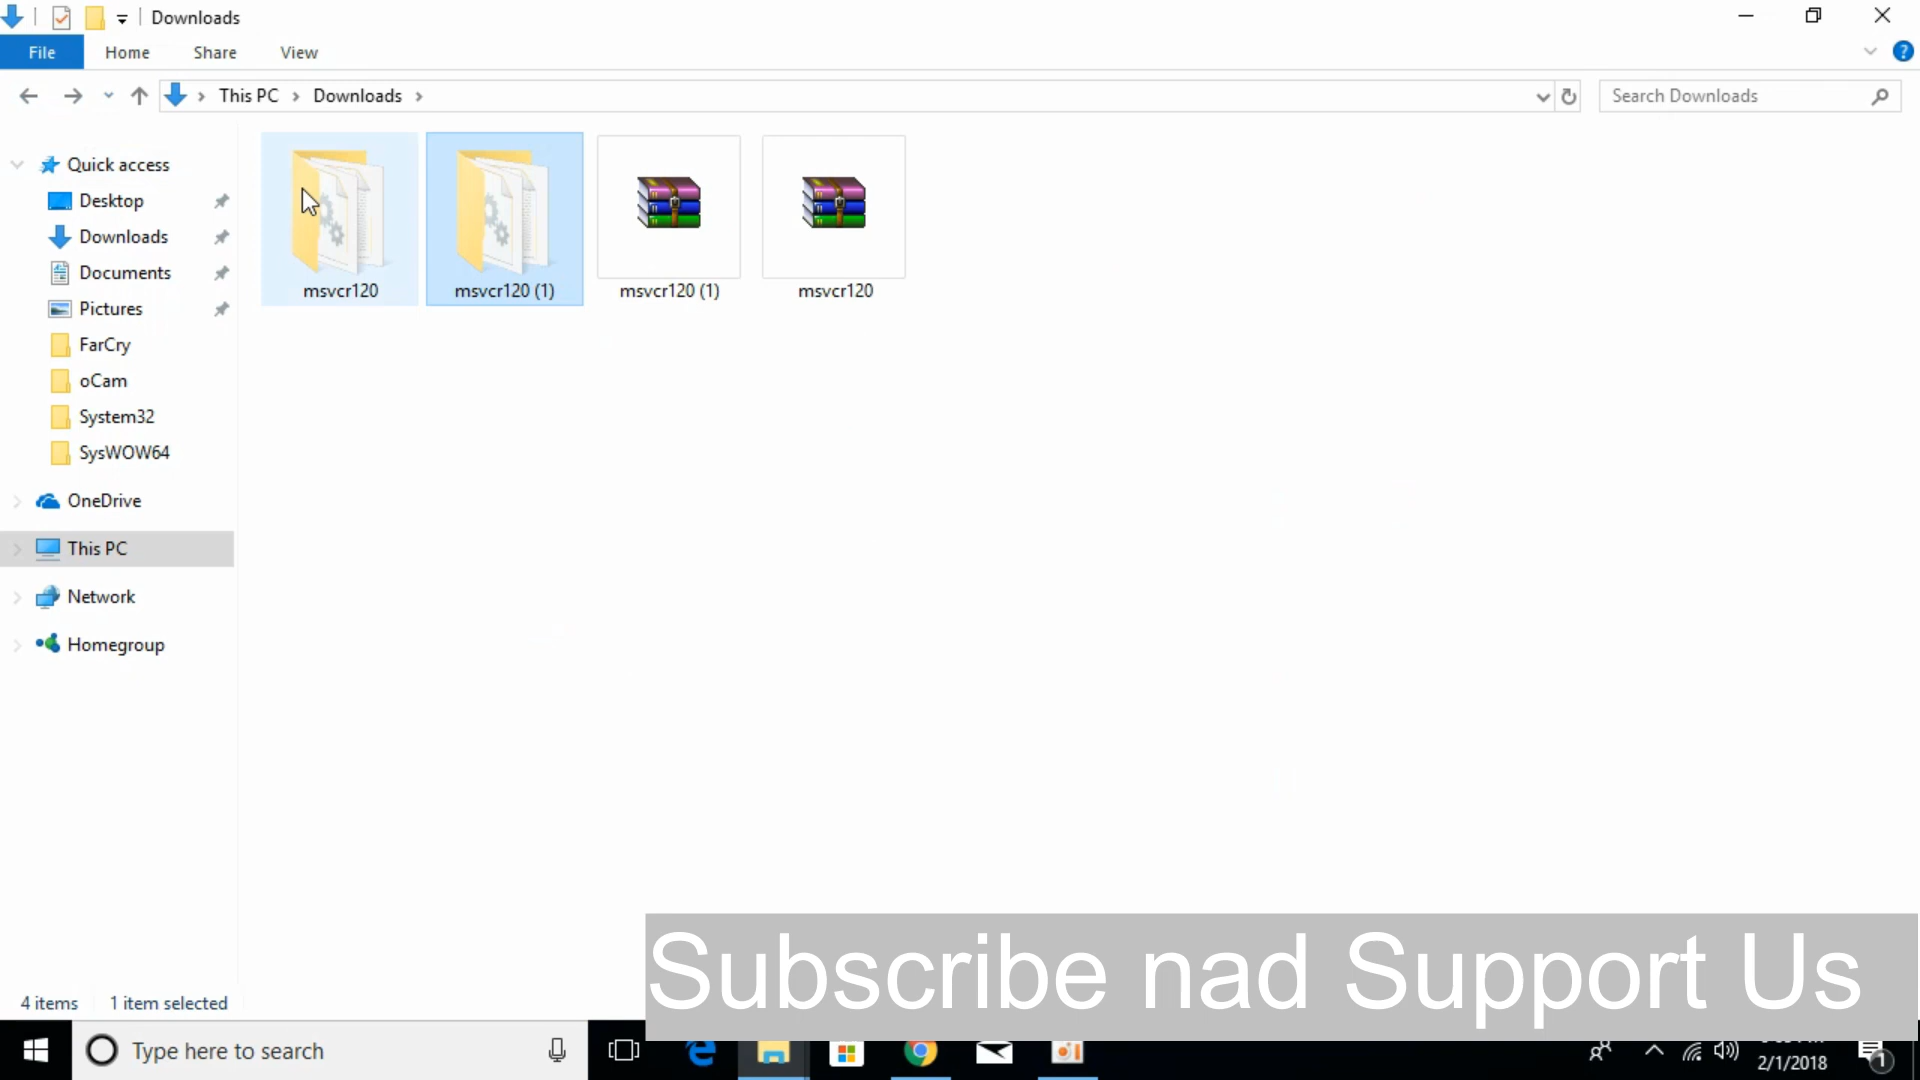 Downloads
File Home Share View
This PC Downloads Search Downloads
Quick access
Desktop
Downloads
Documents
Pictures
FarCry
oCam
System32
SysWOW64
OneDrive
This PC
Network
Homegroup
msvcr120 msvcr120 (1) msvcr120 (1) msvcr120
4 items 1 item selected
Subscribe nad Support Us
Type here to search
2/1/2018
1